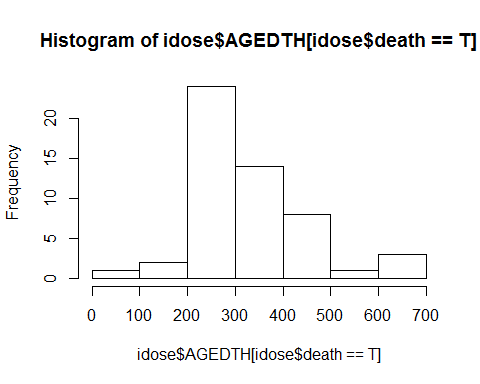 Histogram of idose$AGEDTH[idose$death == T]
Frequency
20
15
10
5
0
0 100 200 300 400 500 600 700
idose$AGEDTH[idose$death == T]